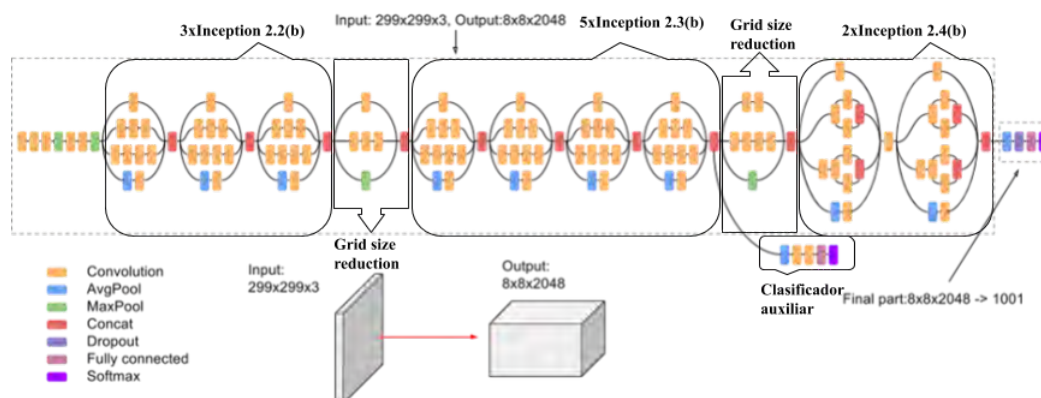 3xInception 2.2(b)
Input: 299x299x3, Output:8x8x2048
5xInception 2.3(b)
Grid size
reduction
2xInception 2.4(b)
Grid size
reduction
Convolution
AvgPool
MaxPool
Concat
Dropout
Fully connected
Softmax
Input:
299x299x3
Output:
8x8x2048
Clasificador
auxiliar
Final part:8x8x2048 -> 1001